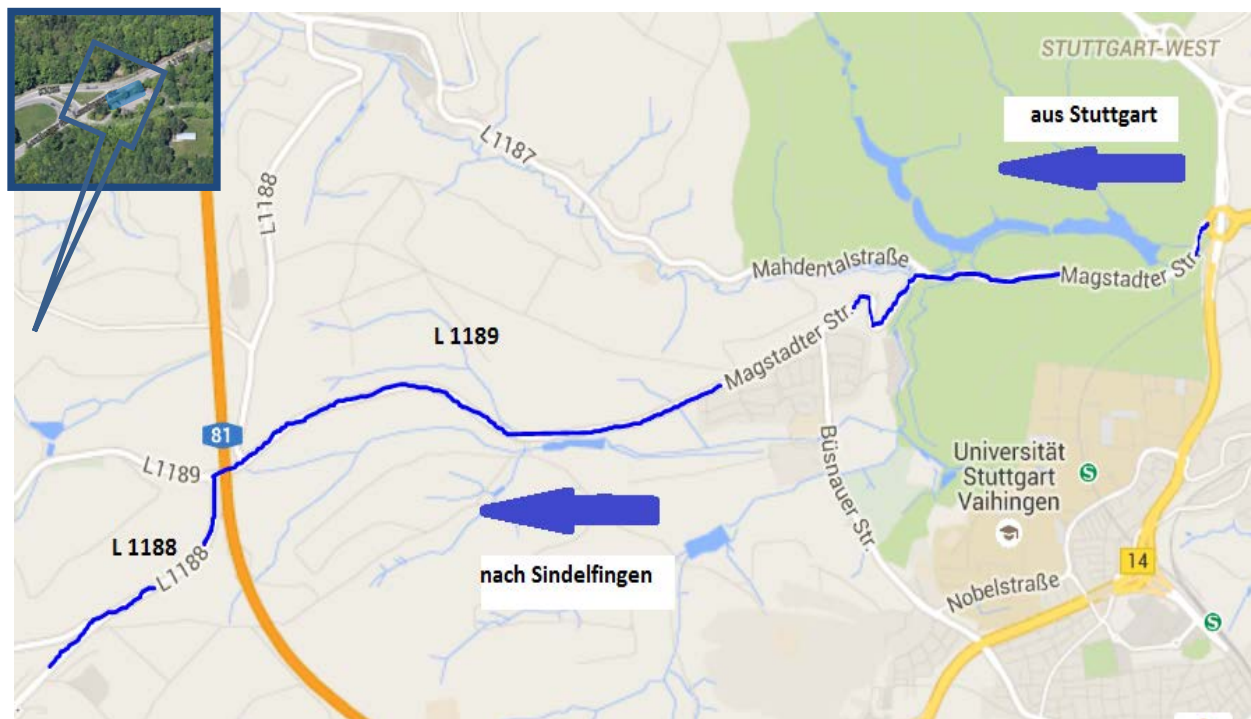 STUTTGART-WEST
aus Stuttgart
L1187
L1188
Mahdentalstraße
Magstadter Str.
L 1189
Magstadter Str.
81
L1189
Büsnauer Str.
Universität
Stuttgart
Vaihingen
S
L 1188
L1188
nach Sindelfingen
14
Nobelstraße
S